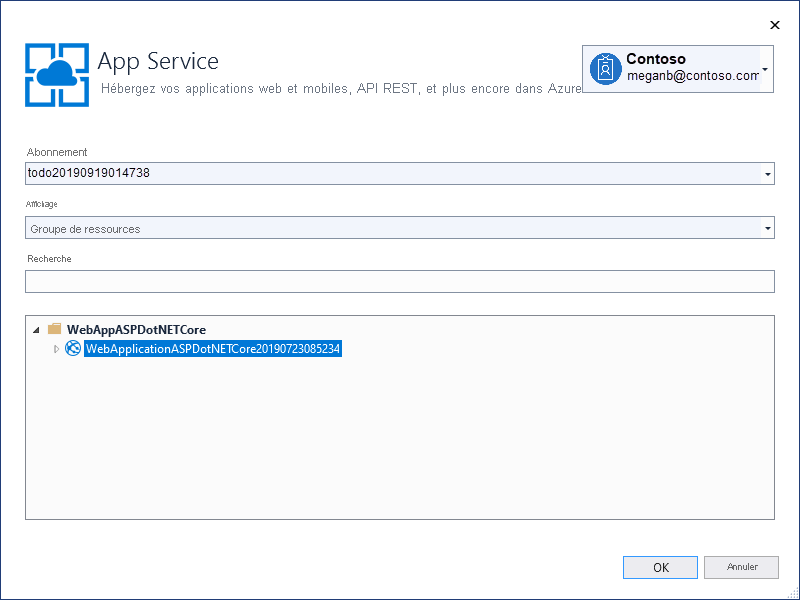 App Service
Hébergez vos applications web et mobiles, API REST, et plus encore dans Azure
Contoso
meganb@contoso.com
Abonnement
todo20190919014738
Affichage
Groupe de ressources
Recherche
WebAppASPDotNETCore
WebApplicationASPDotNETCore20190723085234
OK
Annuler